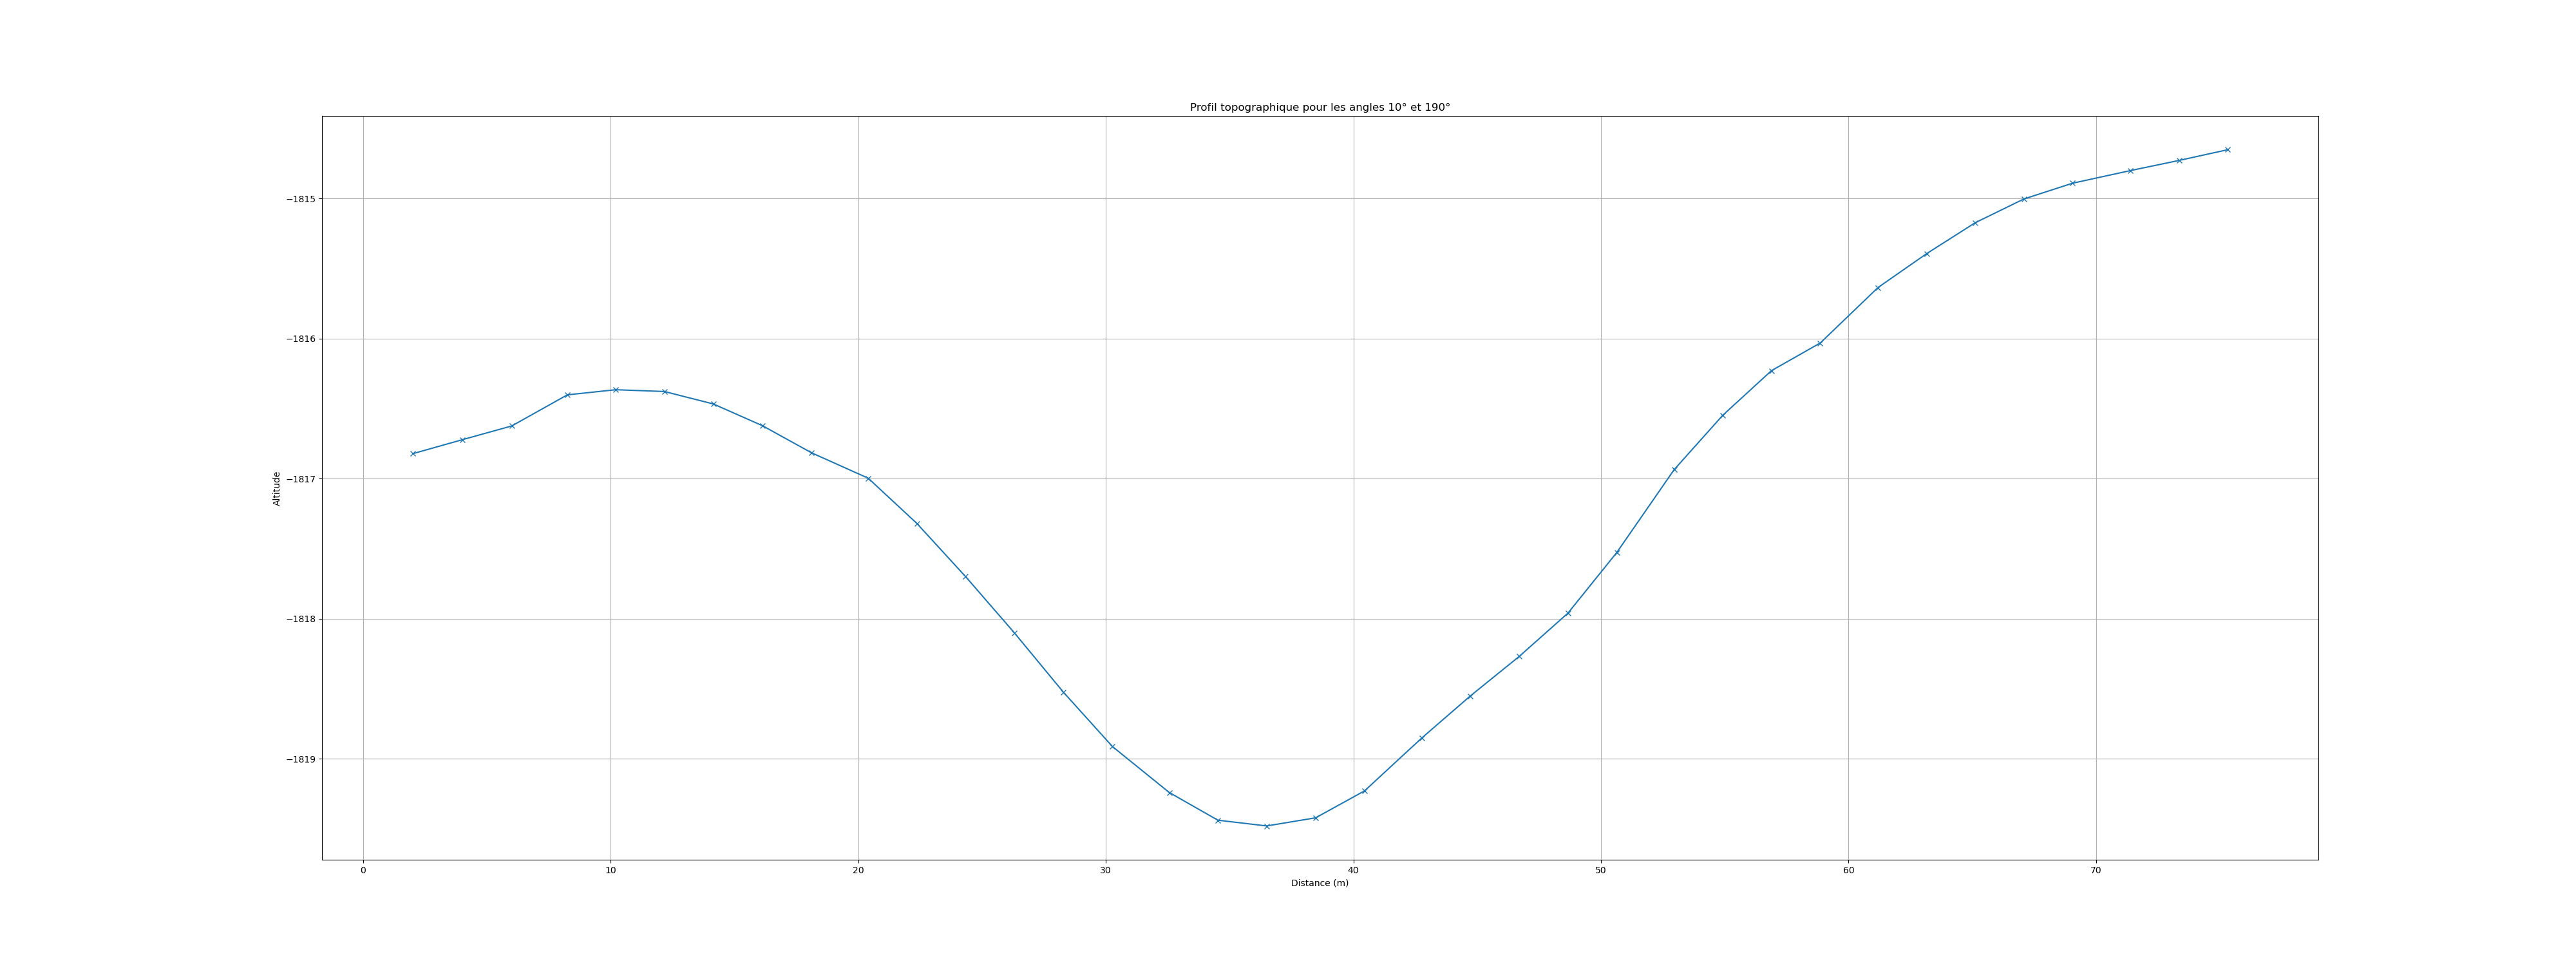 Profil topographique pour les angles 10° et 190°
Altitude
−1815
−1816
−1817
−1818
−1819
0 10 20 30 40 50 60 70
Distance (m)